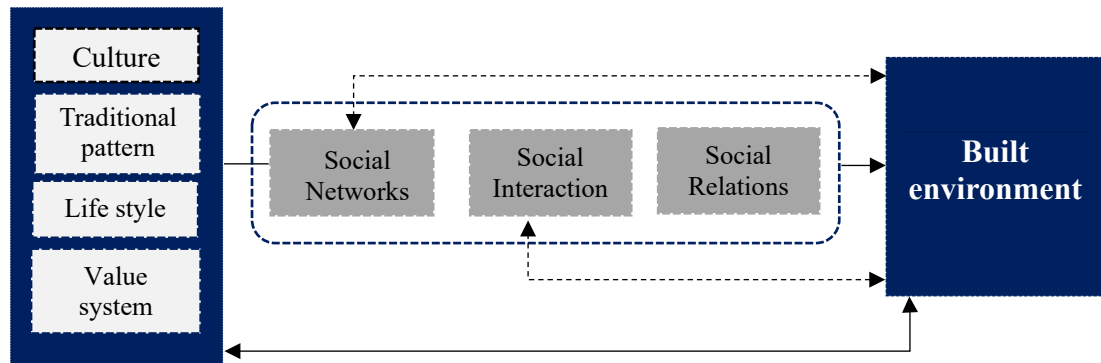 Culture
Traditional
pattern
Life style
Value
system
Social
Networks
Social
Interaction
Social
Relations
Built
environment